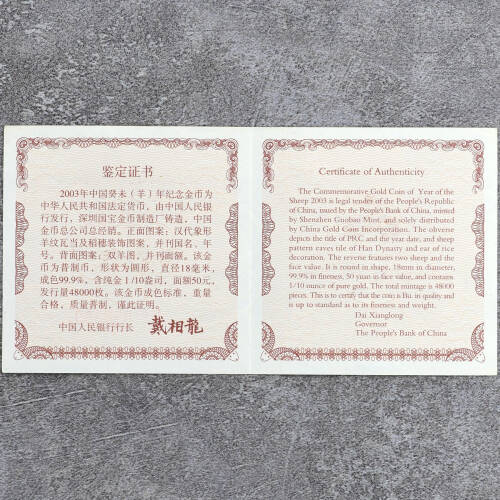 鉴定证书
2003年中国癸未（羊）年纪念金币为
中华人民共和国法定货币，由中国人民银
行发行，深圳国宝金币制造厂铸造，中国
金币总公司总经销。正面图案：汉代象形
羊纹瓦当及稻穗装饰图案，并刊国名、年
号。背面图案：双羊图，并刊面额。该金
币为普制币，形状为圆形，直径18毫米，
成色99.9%，含纯金1/10盎司，面额50元，
发行量48000枚。该金币成色标准，重量
合格，质量普制，谨此证明。
中国人民银行行长 戴相龍
Certificate of Authenticity
The Commemorative Gold Coin of Year of the
Sheep 2003 is legal tender of the People's Republic
of China, issued by the People's Bank of China, minted
by Shenzhen Guobao Mint, and solely distributed
by China Gold Coin Incorporation. The obverse
depicts the title of PRC and the year date, and sheep
pattern eaves tile of Han Dynasty and ear of rice
decoration. The reverse features two sheep and the
face value. It is round in shape, 18mm in diameter,
99.9% in fineness, 50 yuan in face value, and contains
1/10 ounce of pure gold. The total mintage is 48000
pieces. This is to certify that the coin is BU. in quality and
is up to standard as to its fineness and weight.
Dai Xianglong
Governor
The People's Bank of China